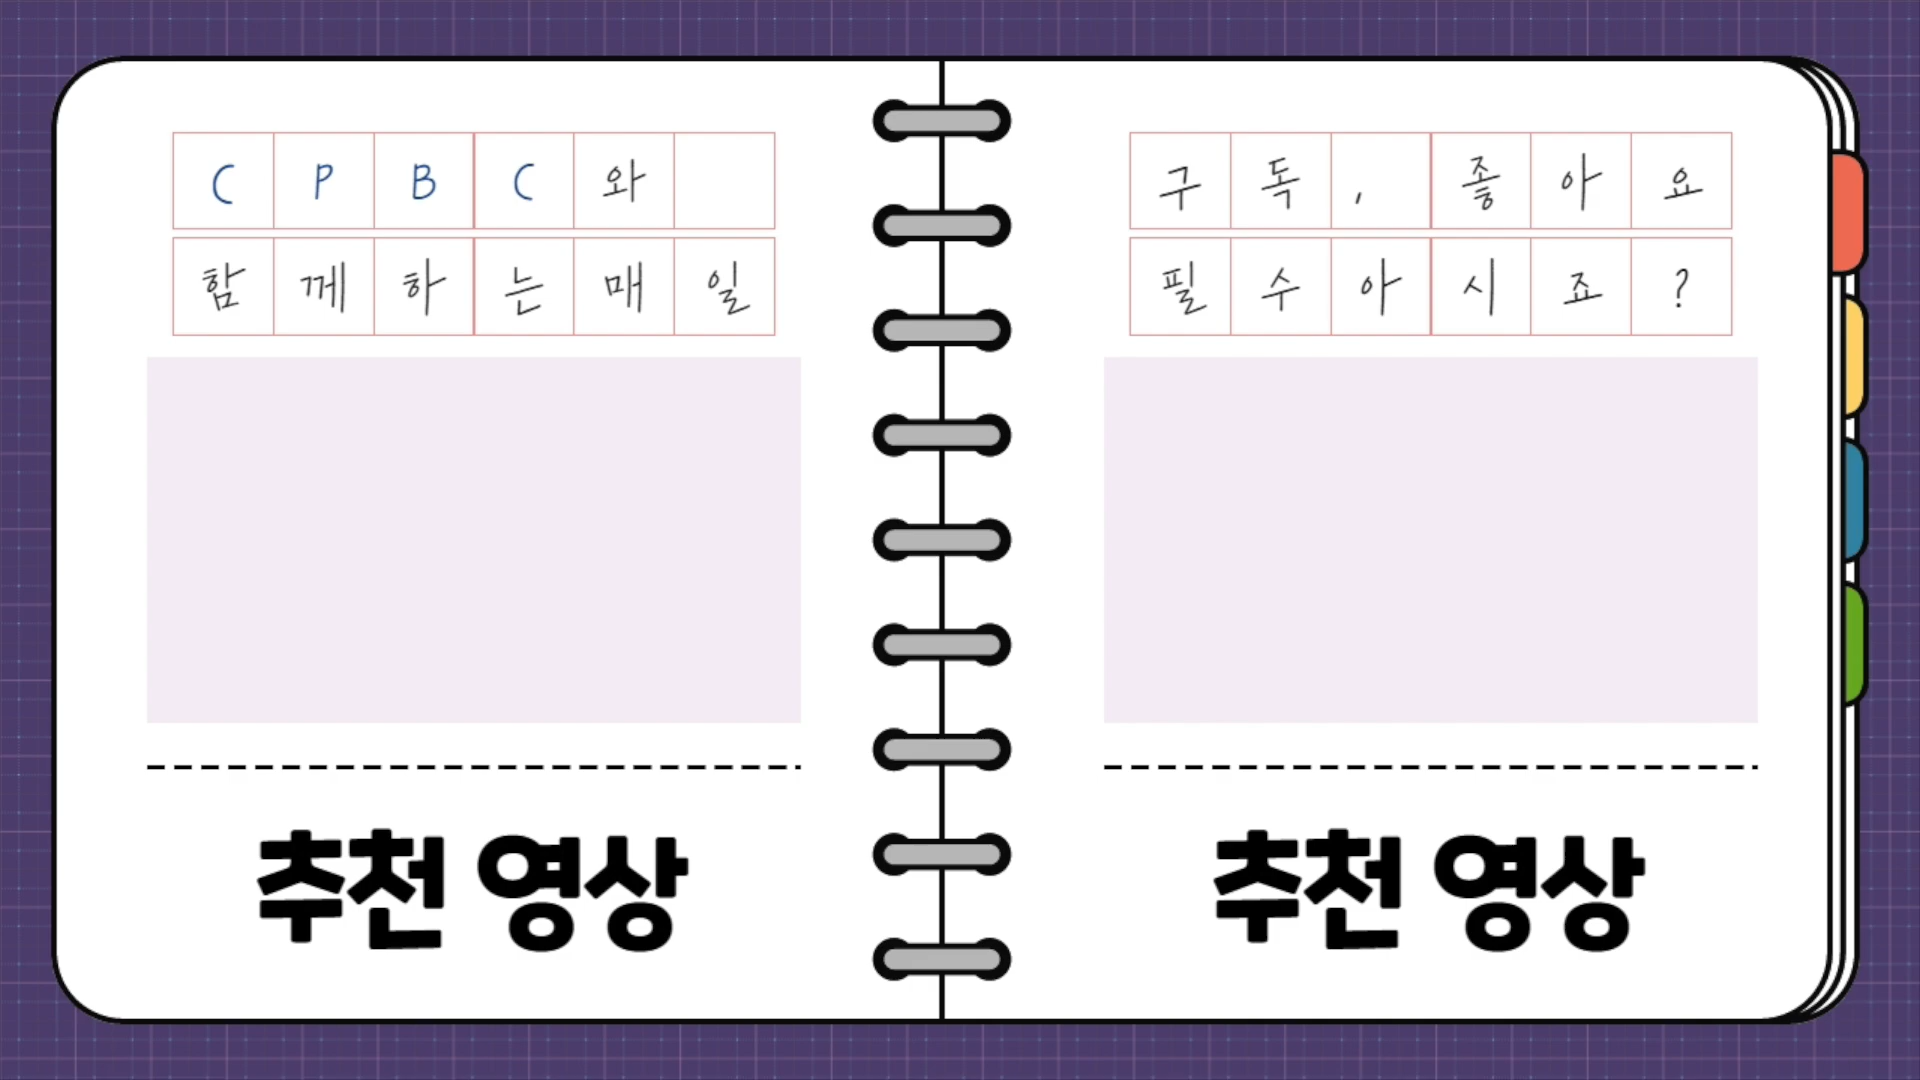 CPBC와
함께하는매일
추천 영상
구독, 좋아요
필수아시죠?
추천 영상